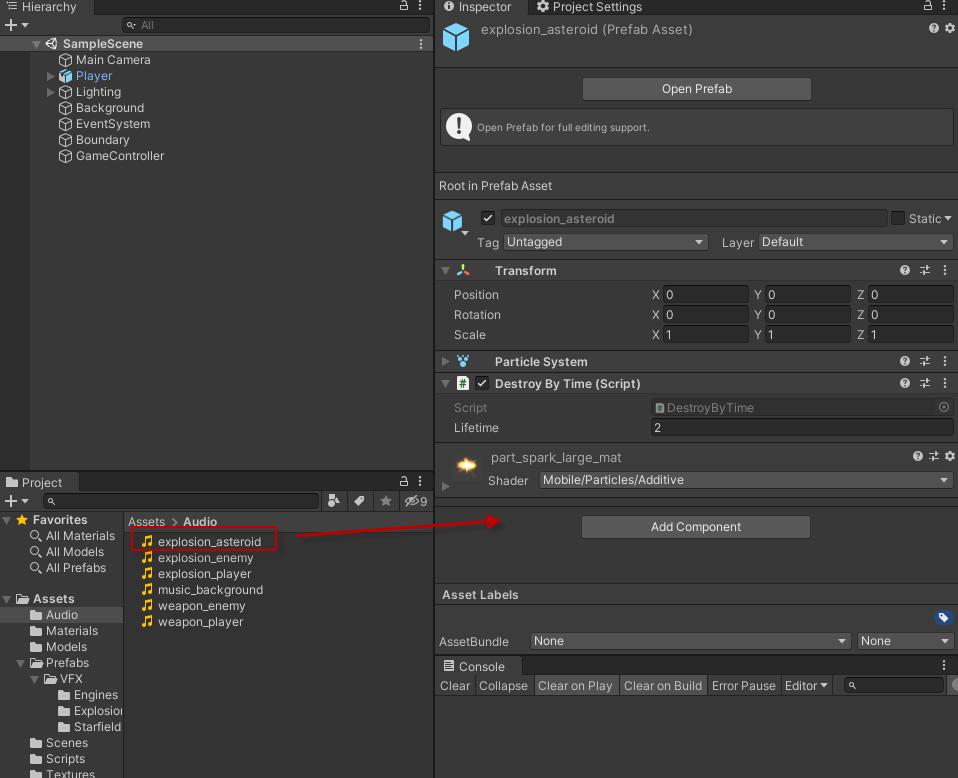 Hierarchy
All
SampleScene
Main Camera
Player
Lighting
Background
EventSystem
Boundary
GameController
Project
9
Favorites
All Materials
All Models
All Prefabs
Assets
Audio
Materials
Models
Prefabs
VFX
Engines
Explosion
Starfield
Scenes
Scripts
Textures
Assets > Audio
explosion_asteroid
explosion_enemy
explosion_player
music_background
weapon_enemy
weapon_player
Inspector
Project Settings
explosion_asteroid (Prefab Asset)
Open Prefab
Open Prefab for full editing support.
Root in Prefab Asset
explosion_asteroid
Static
Tag Untagged Layer Default
Transform
Position X 0 Y 0 Z 0
Rotation X 0 Y 0 Z 0
Scale X 1 Y 1 Z 1
Particle System
# Destroy By Time (Script)
Script DestroyByTime
Lifetime 2
part_spark_large_mat
Shader Mobile/Particles/Additive
Add Component
Asset Labels
AssetBundle None None
Console
Clear Collapse Clear on Play Clear on Build Error Pause Editor